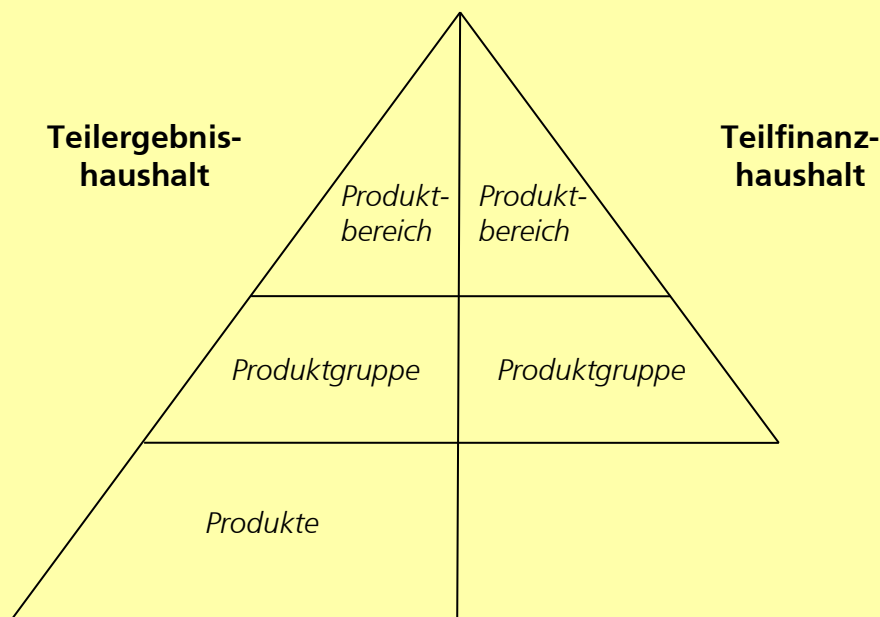 Teilergebnis-
haushalt
Teilfinanz-
haushalt
Produkt-
bereich
Produkt-
bereich
Produktgruppe
Produktgruppe
Produkte